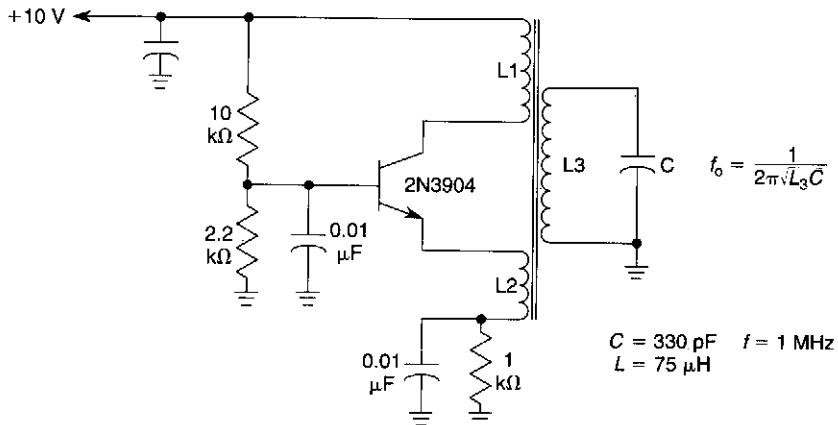 +10 V
L1
10
kΩ
2N3904
L3
C
fo = 1
2π√L3C
2.2
kΩ
0.01
μF
L2
0.01
μF
1
kΩ
C = 330 pF f = 1 MHz
L = 75 μH